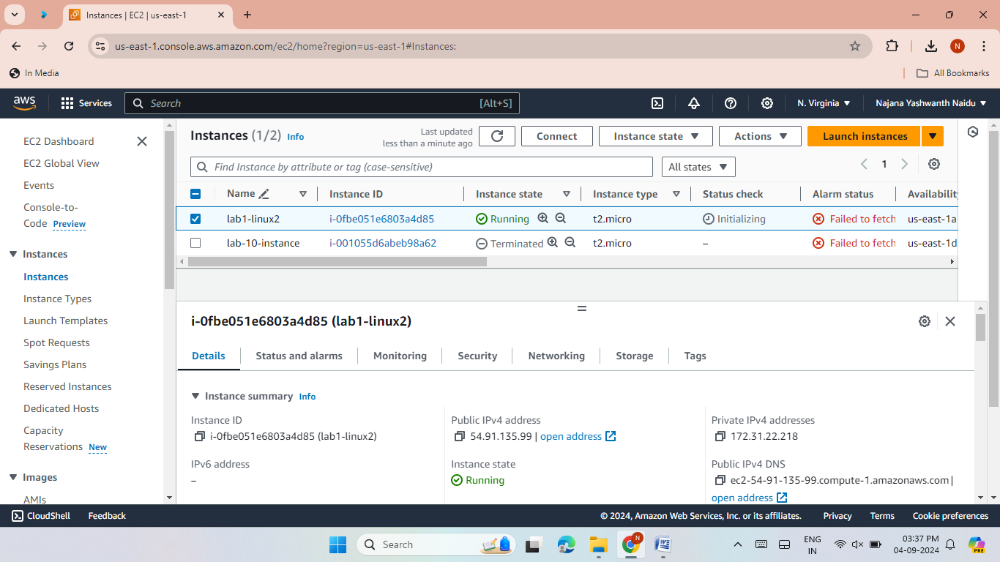 Instances | EC2 | us-east-1
us-east-1.console.aws.amazon.com/ec2/home?region=us-east-1#Instances:
N
In Media
All Bookmarks
aws
Services
Search
[Alt+S]
N. Virginia
Najana Yashwanth Naidu
EC2 Dashboard
EC2 Global View
Events
Console-to-
Code Preview
Instances
Instances
Instance Types
Launch Templates
Spot Requests
Savings Plans
Reserved Instances
Dedicated Hosts
Capacity
Reservations New
Images
AMIs
Instances (1/2) Info
Last updated
less than a minute ago
Connect
Instance state
Actions
Launch instances
Find Instance by attribute or tag (case-sensitive)
All states
1
Name Instance ID Instance state Instance type Status check Alarm status Availability
lab1-linux2 i-0fbe051e6803a4d85 Running t2.micro Initializing Failed to fetch us-east-1a
lab-10-instance i-001055d6abeb98a62 Terminated t2.micro – Failed to fetch us-east-1d
i-0fbe051e6803a4d85 (lab1-linux2)
Details Status and alarms Monitoring Security Networking Storage Tags
Instance summary Info
Instance ID
i-0fbe051e6803a4d85 (lab1-linux2)
IPv6 address
–
Public IPv4 address
54.91.135.99 | open address
Instance state
Running
Private IPv4 addresses
172.31.22.218
Public IPv4 DNS
ec2-54-91-135-99.compute-1.amazonaws.com |
open address
CloudShell Feedback © 2024, Amazon Web Services, Inc. or its affiliates. Privacy Terms Cookie preferences
Search
N
ENG
IN
03:37 PM
04-09-2024
PRE